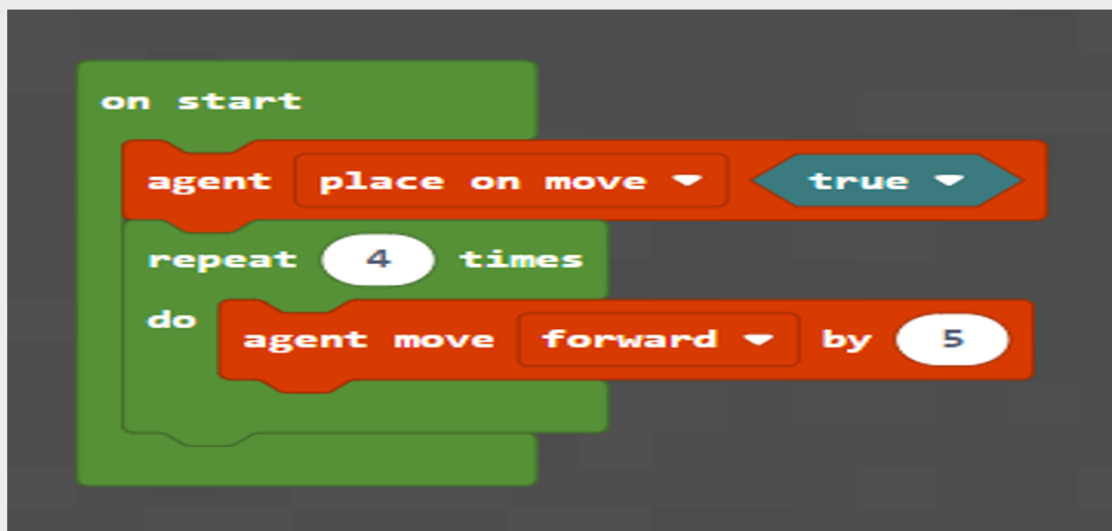 on start
agent place on move true
repeat 4 times
do
agent move forward by 5